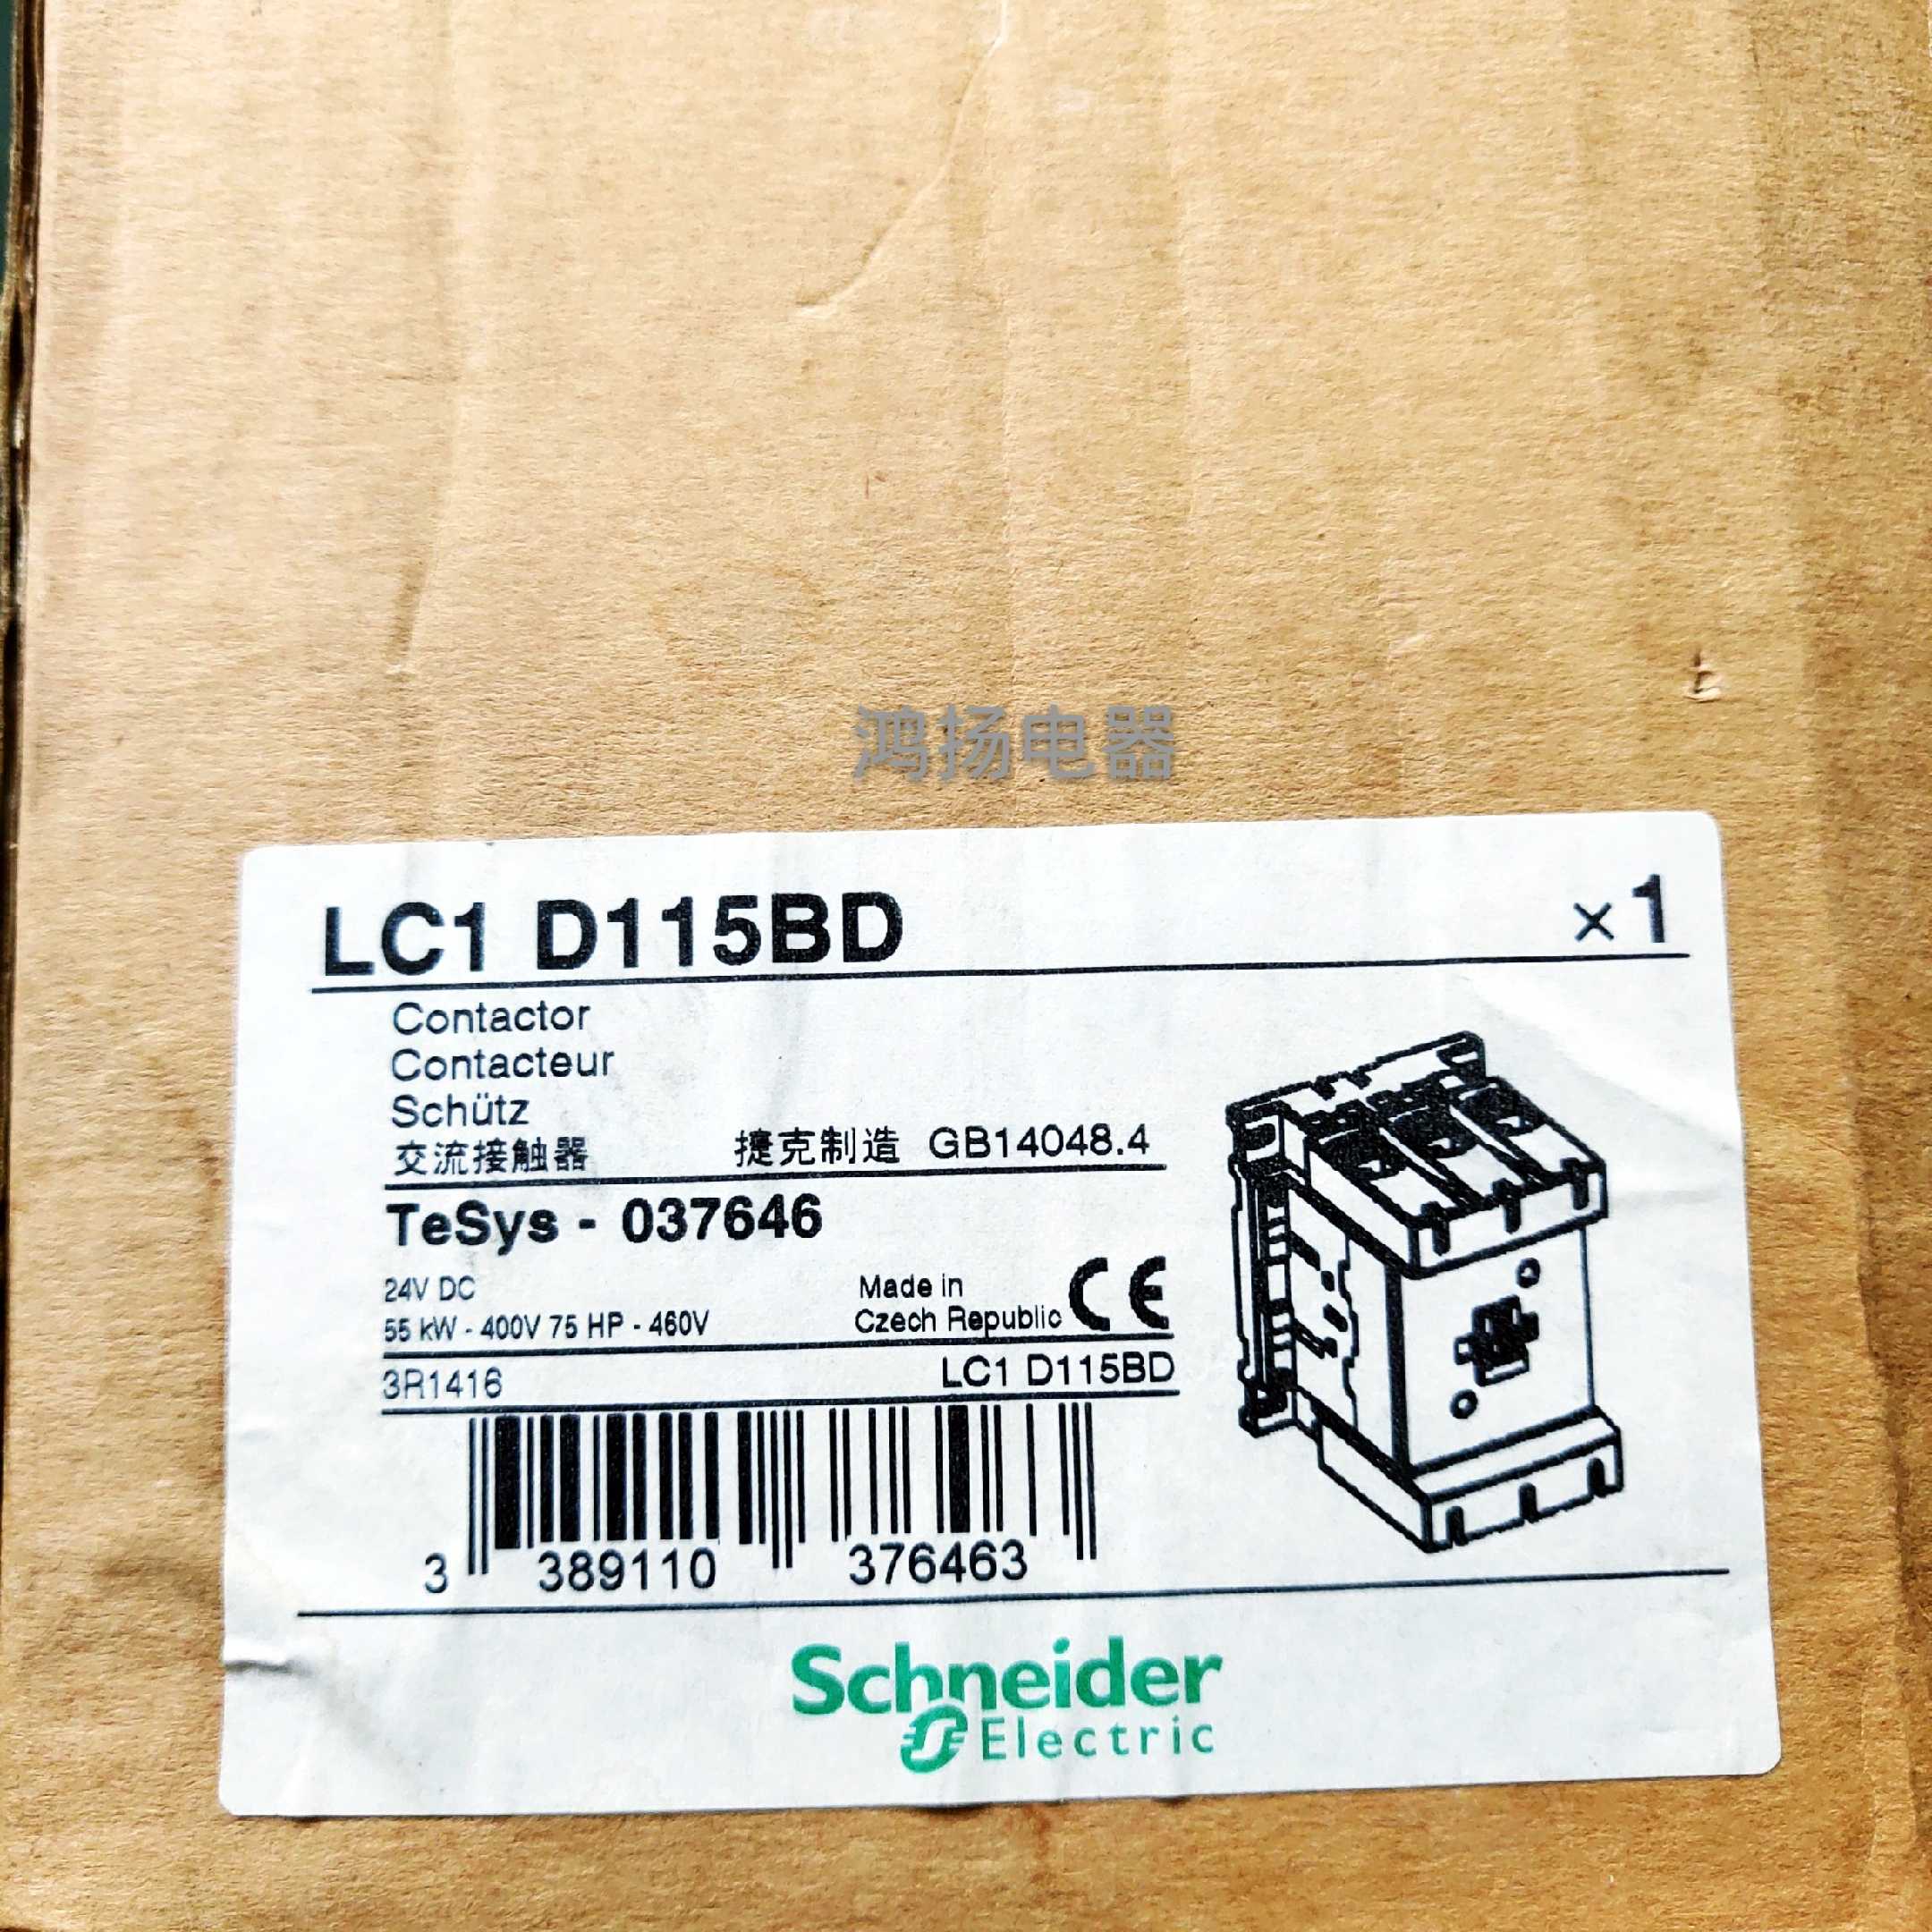 鸿扬电器
LC1 D115BD ×1
Contactor
Contacteur
Schütz
交流接触器 捷克制造 GB14048.4
TeSys - 037646
24V DC
55 kW - 400V 75 HP - 460V
Made in
Czech Republic CE
3R1416 LC1 D115BD
3 389110 376463
Schneider
Electric